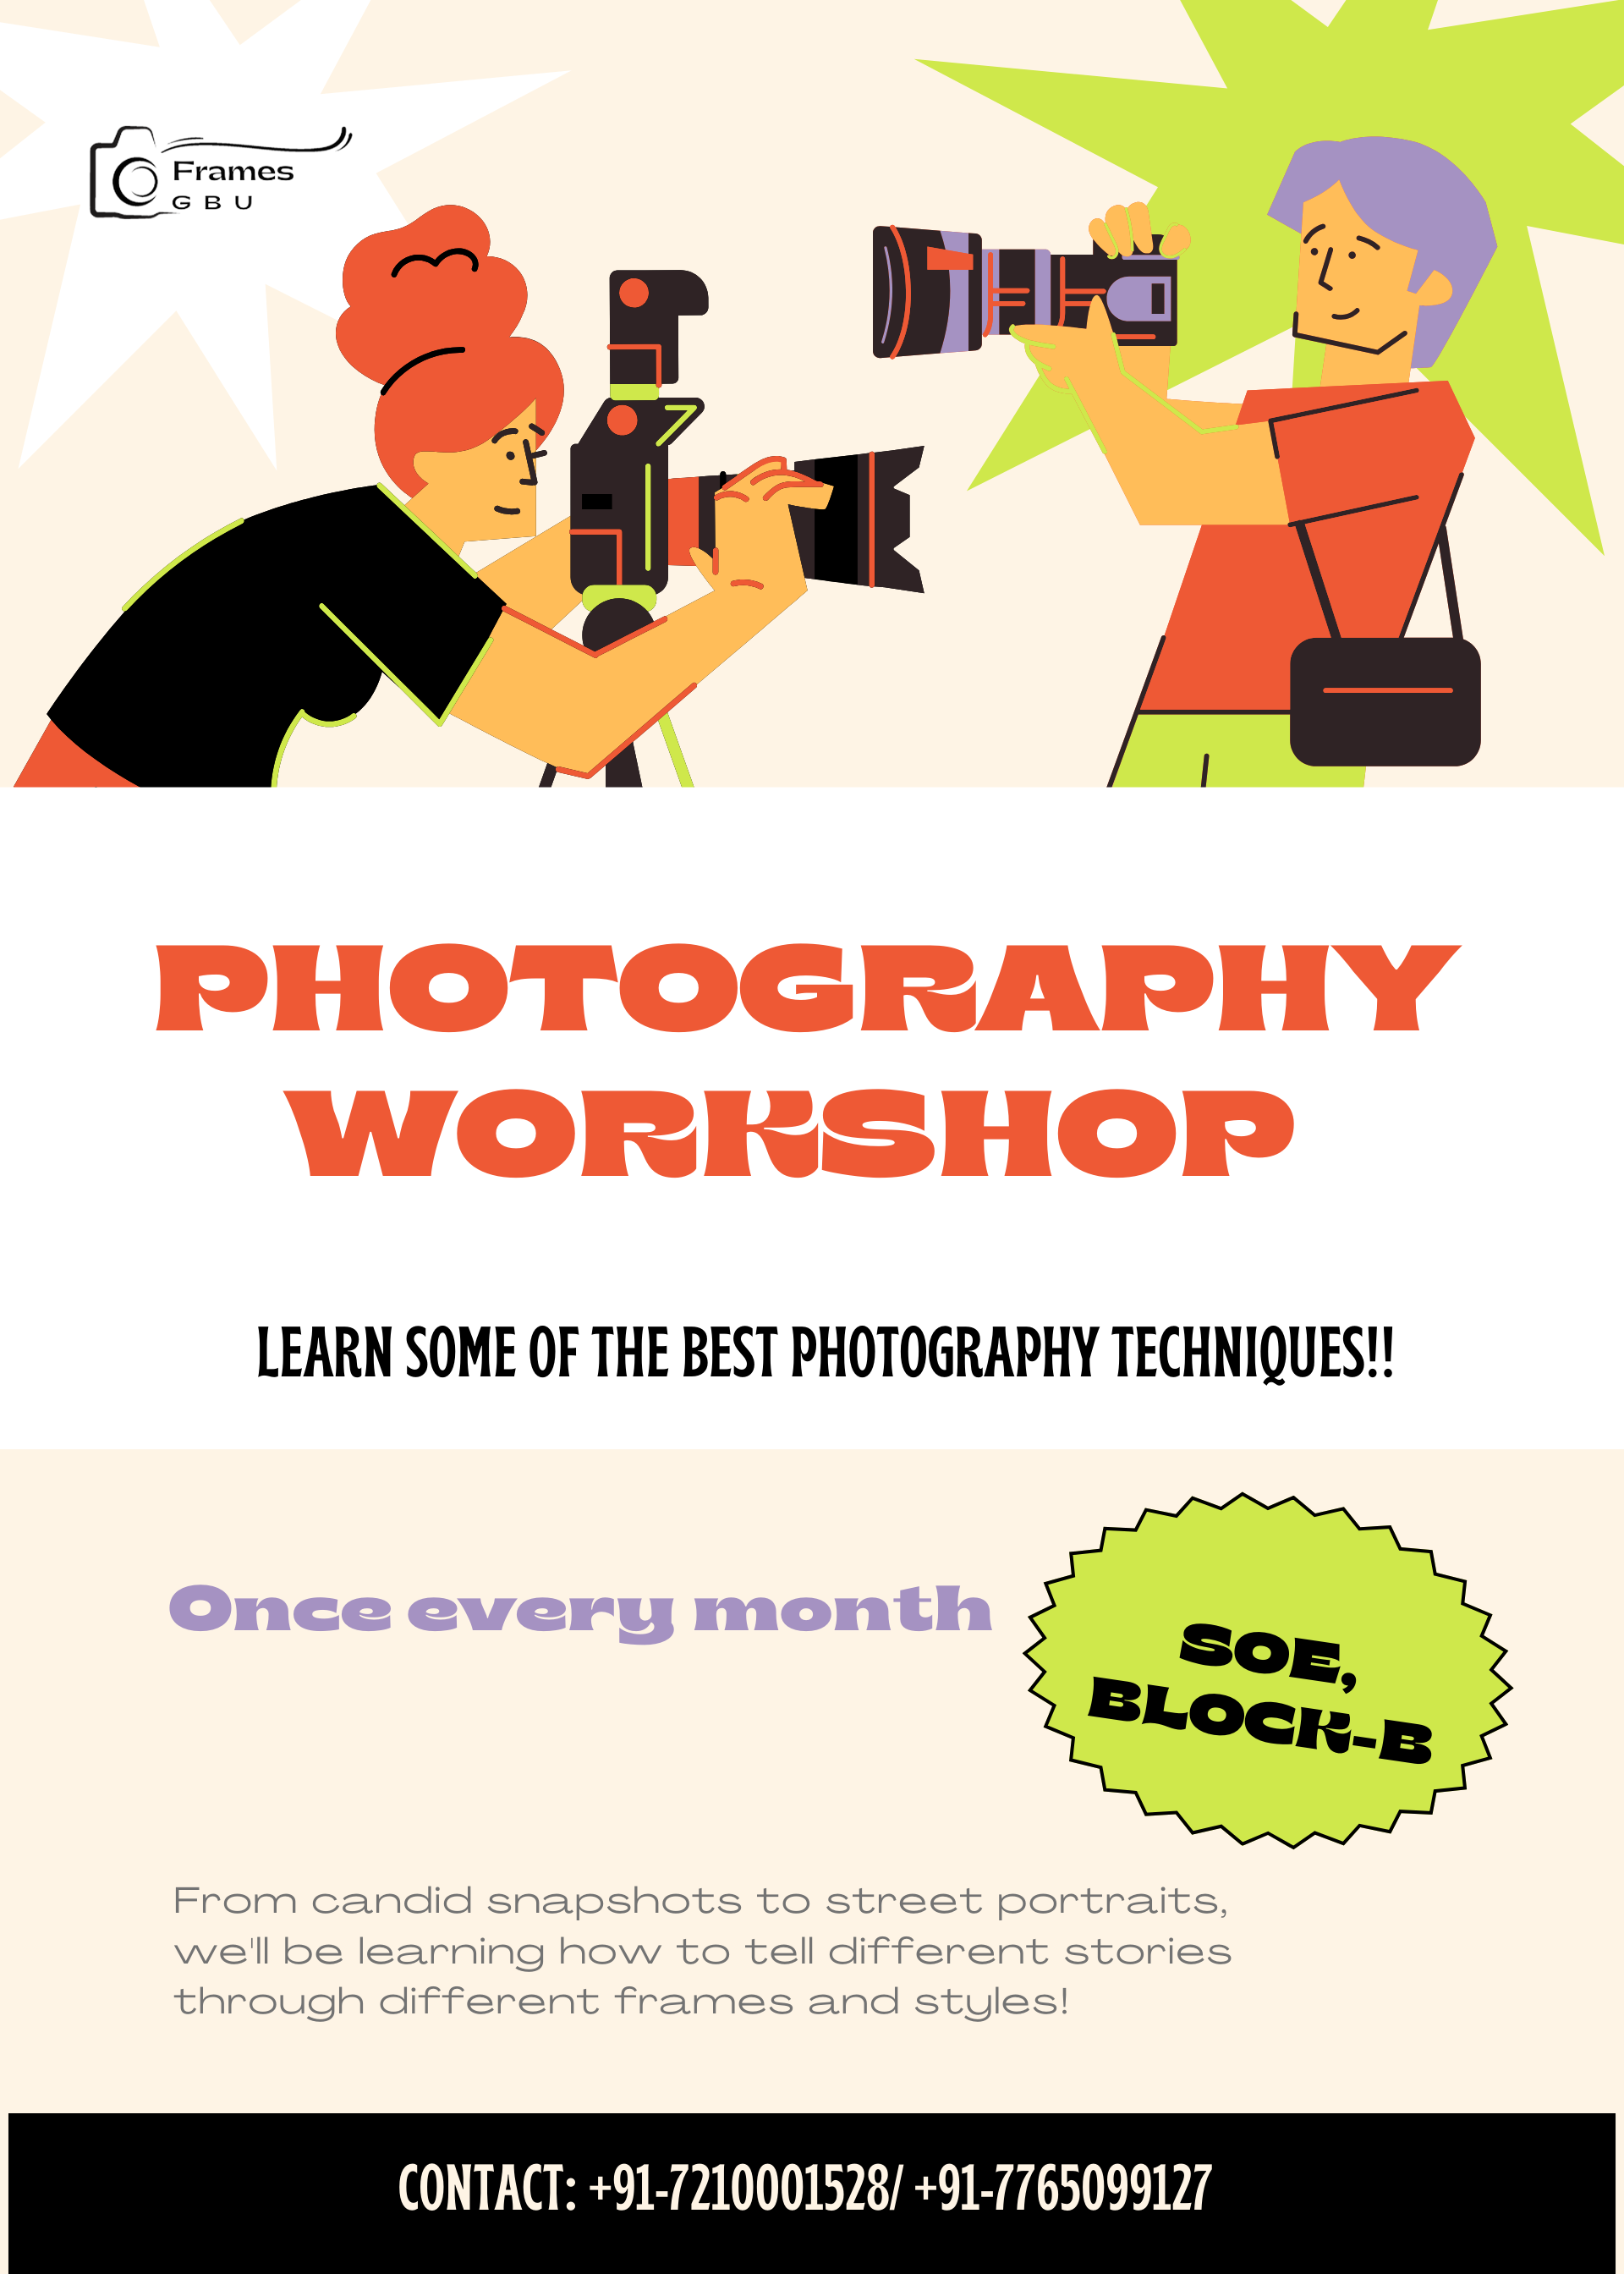 Frames
GBU
PHOTOGRAPHY
WORKSHOP
LEARN SOME OF THE BEST PHOTOGRAPHY TECHNIQUES!!
Once every month
SOE,
BLOCK-B
From candid snapshots to street portraits,
we'll be learning how to tell different stories
through different frames and styles!
CONTACT: +91-7210001528/ +91-7765099127